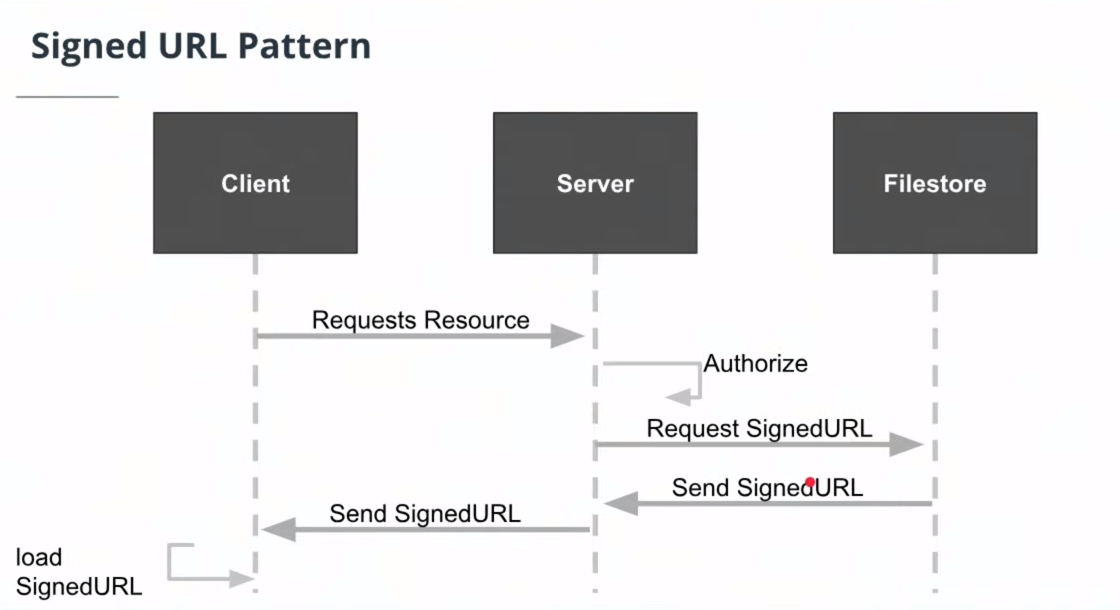 Signed URL Pattern
Client
Server
Filestore
Requests Resource
Authorize
Request SignedURL
Send SignedURL
Send SignedURL
load
SignedURL